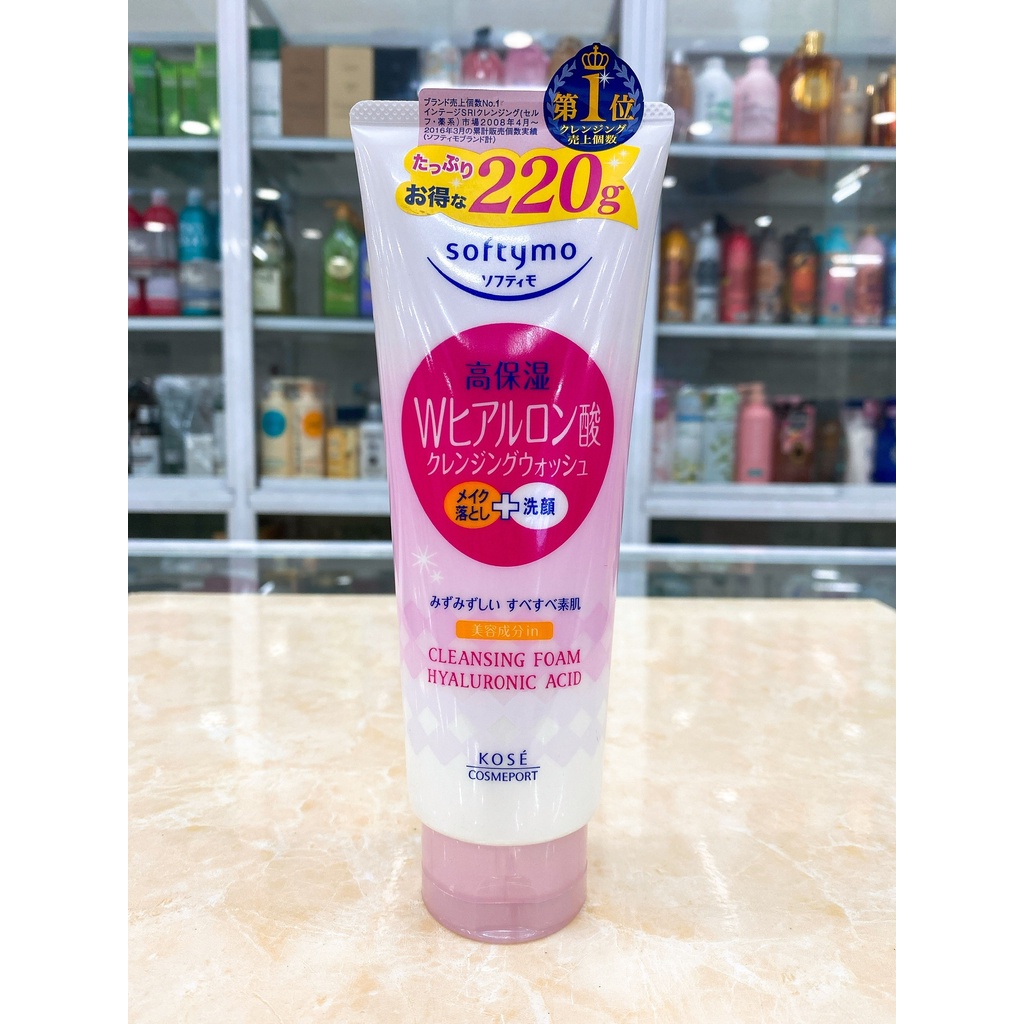 ブランド売上個数No.1
インテージSRIクレンジング(セル
フ・薬系)市場2008年4月〜
2016年3月の累計販売個数実績
(ソフティモブランド計)
第1位
クレンジング
売上個数
たっぷり
お得な
220g
softymo
ソフティモ
高保湿
Wヒアルロン酸
クレンジングウォッシュ
メイク
落とし
+
洗顔
みずみずしい すべすべ素肌
美容成分in
CLEANSING FOAM
HYALURONIC ACID
KOSÉ
COSMEPORT